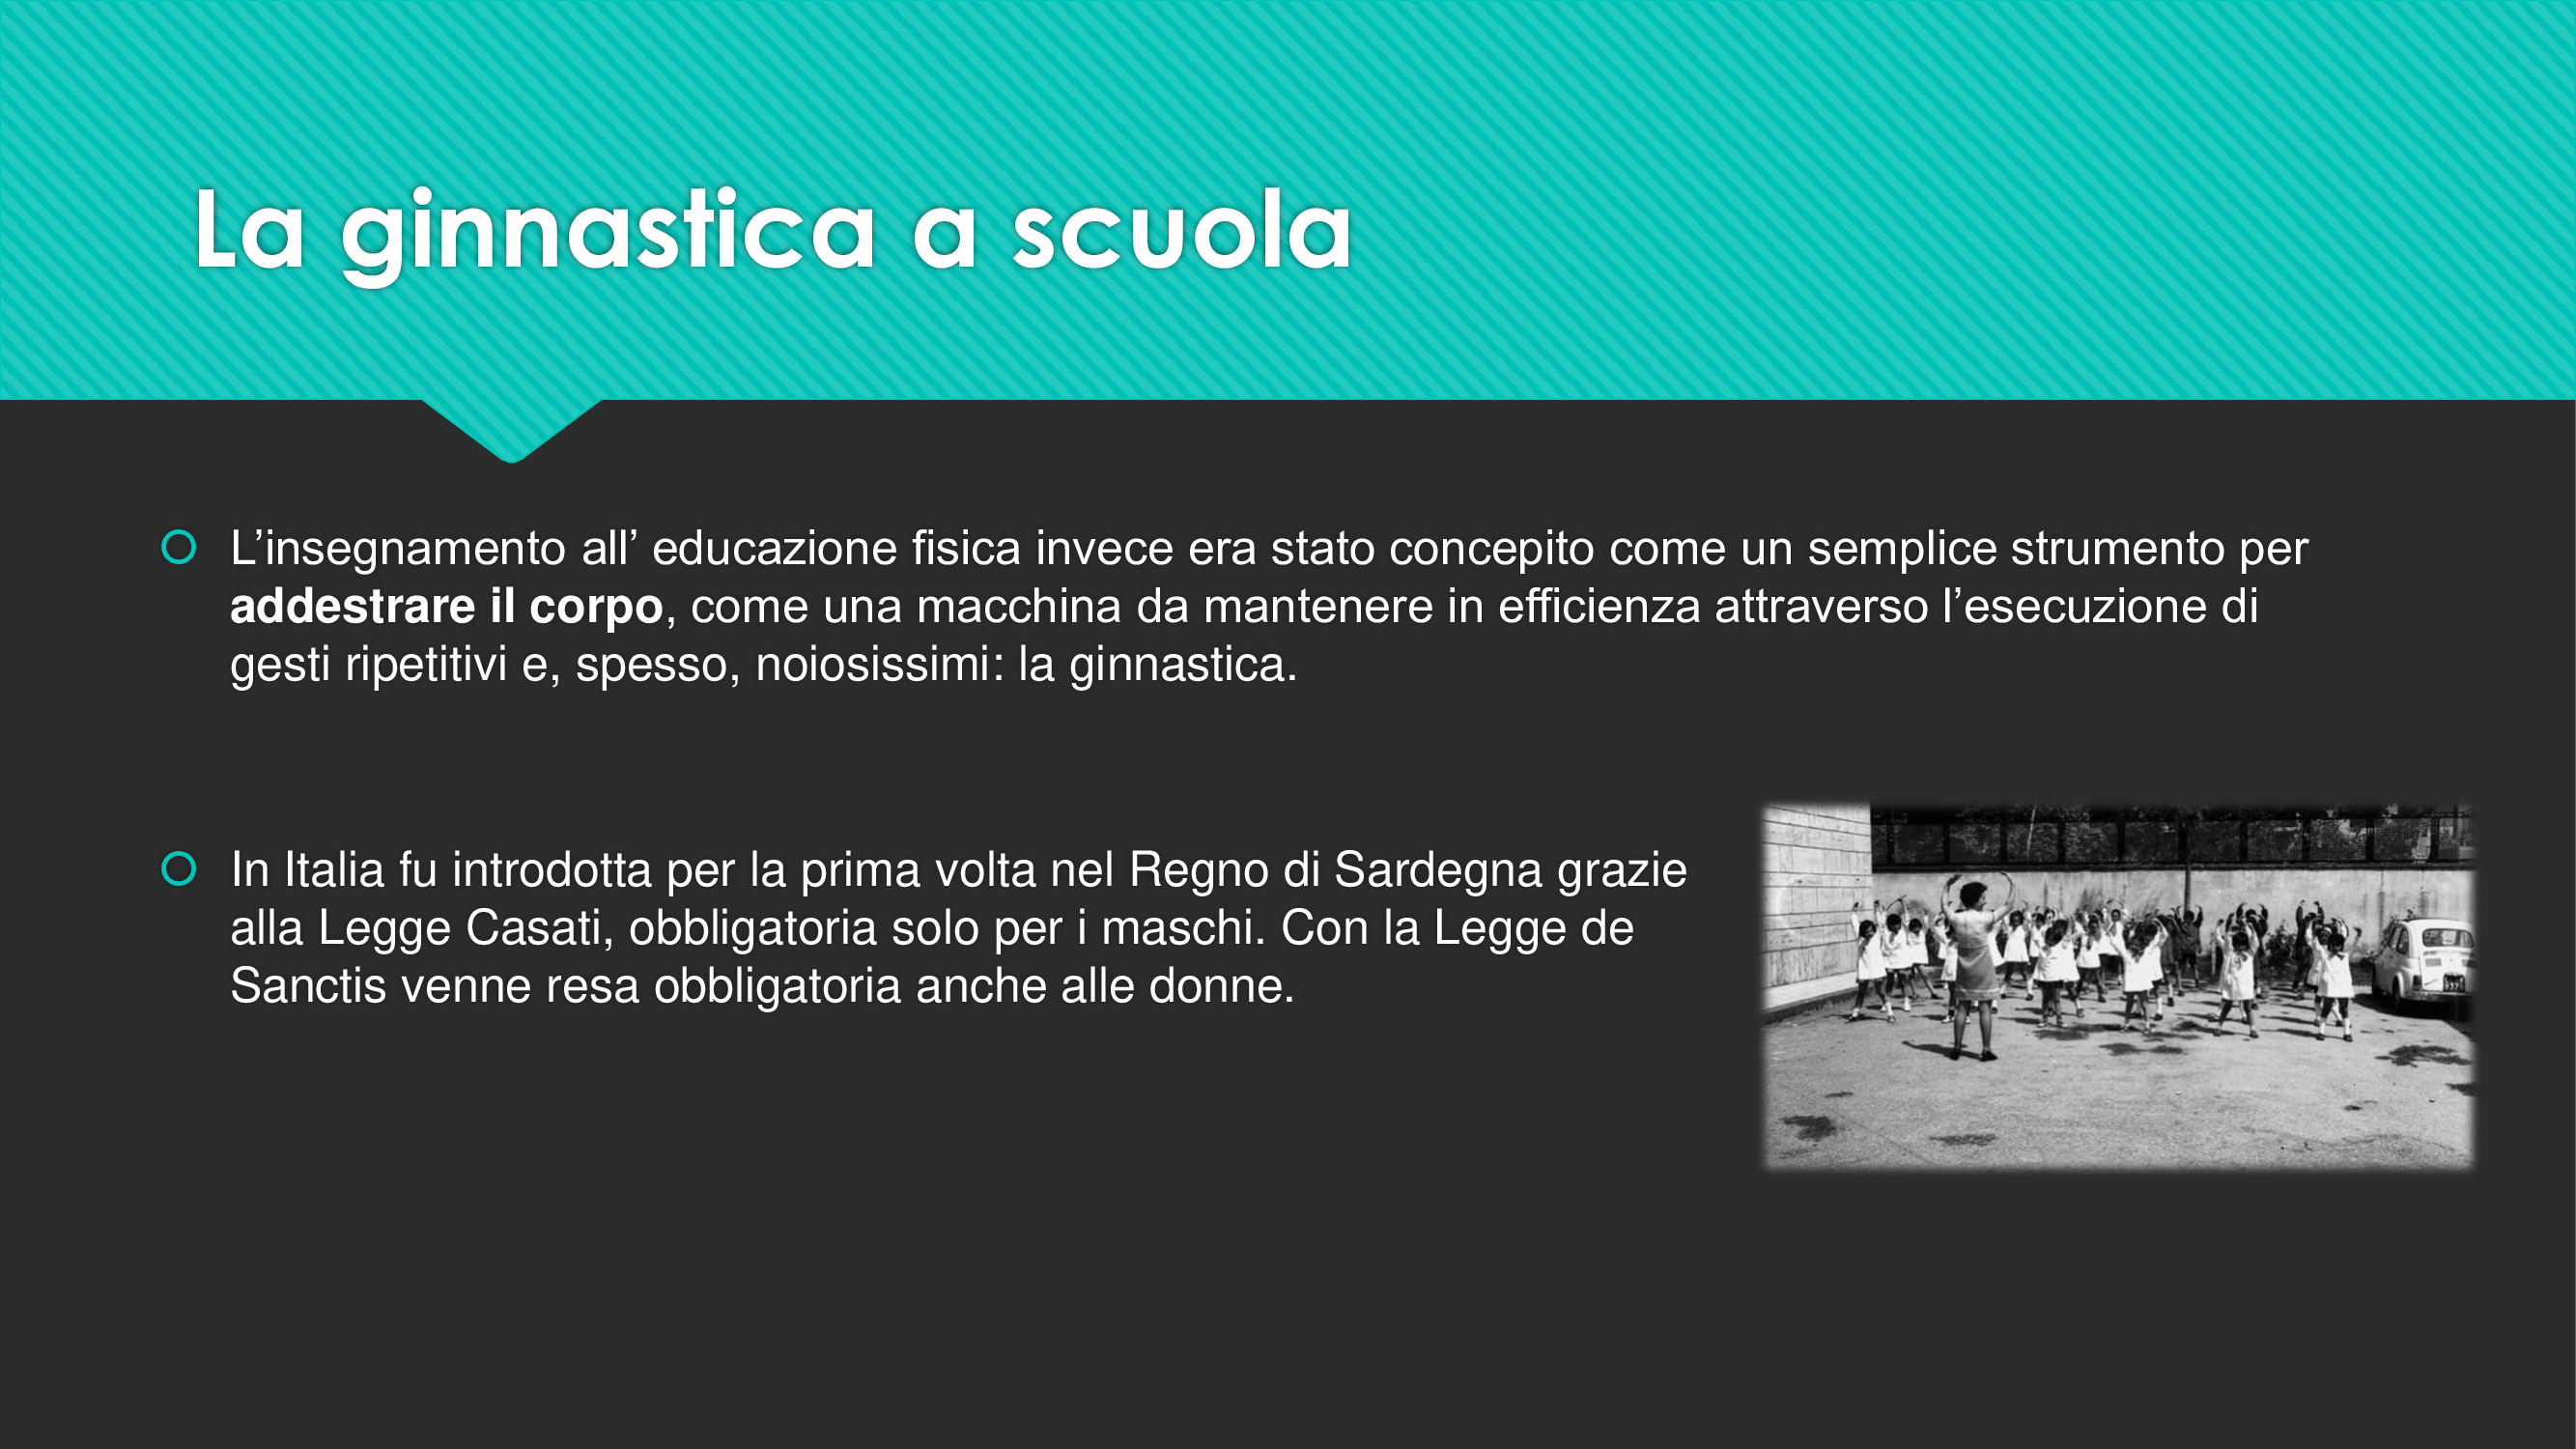 La ginnastica a scuola
L’insegnamento all’ educazione fisica invece era stato concepito come un semplice strumento per
addestrare il corpo, come una macchina da mantenere in efficienza attraverso l’esecuzione di
gesti ripetitivi e, spesso, noiosissimi: la ginnastica.
In Italia fu introdotta per la prima volta nel Regno di Sardegna grazie
alla Legge Casati, obbligatoria solo per i maschi. Con la Legge de
Sanctis venne resa obbligatoria anche alle donne.